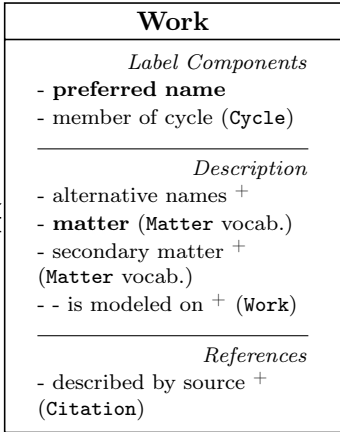 Work
Label Components
- preferred name
- member of cycle (Cycle)
Description
- alternative names +
- matter (Matter vocab.)
- secondary matter +
(Matter vocab.)
- - is modeled on + (Work)
References
- described by source +
(Citation)